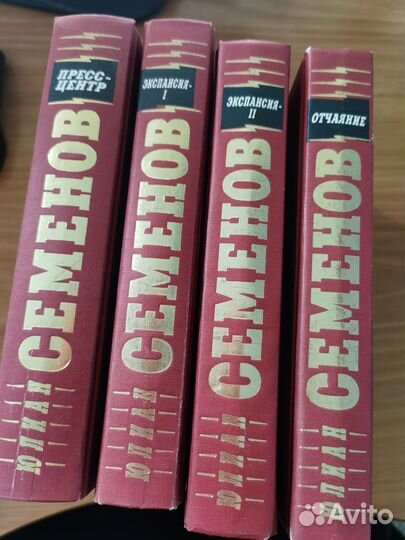 ПРЕСС-
ЦЕНТР
ЮЛИАН СЕМЕНОВ
ЭКСПАНСИЯ-
I
ЮЛИАН СЕМЕНОВ
ЭКСПАНСИЯ-
II
ЮЛИАН СЕМЕНОВ
ОТЧАЯНИЕ
ЮЛИАН СЕМЕНОВ
Avito